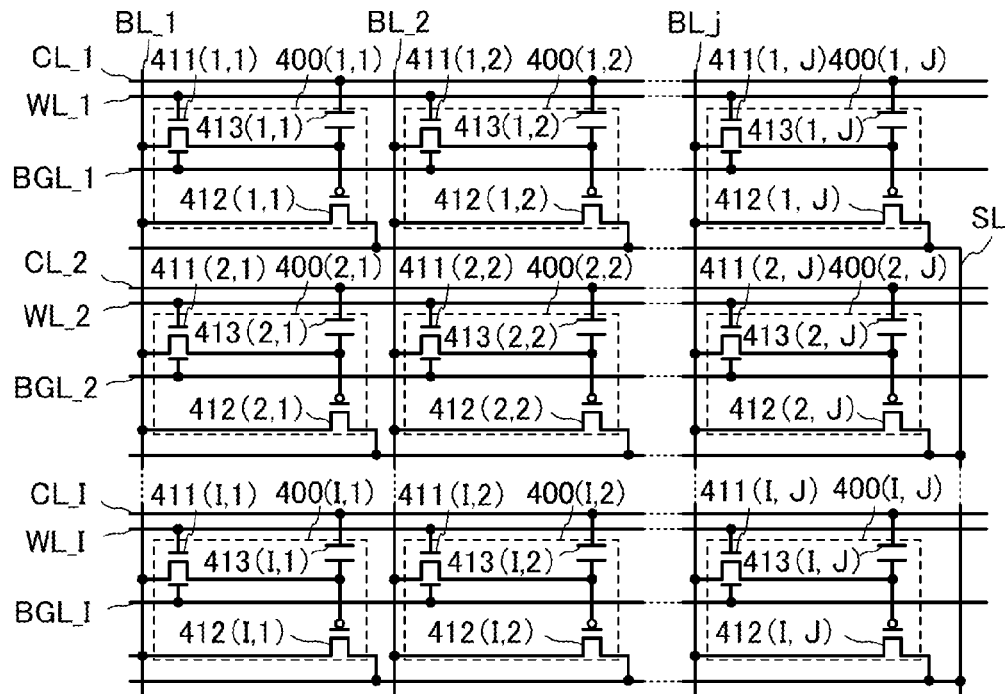 BL_1 BL_2 BL_j
CL_1 411(1,1) 400(1,1) 411(1,2) 400(1,2) 411(1, J) 400(1, J)
WL_1
413(1,1) 413(1,2) 413(1, J)
BGL_1
412(1,1) 412(1,2) 412(1, J)
SL
CL_2 411(2,1) 400(2,1) 411(2,2) 400(2,2) 411(2, J) 400(2, J)
WL_2
413(2,1) 413(2,2) 413(2, J)
BGL_2
412(2,1) 412(2,2) 412(2, J)
CL_I 411(I,1) 400(I,1) 411(I,2) 400(I,2) 411(I, J) 400(I, J)
WL_I
413(I,1) 413(I,2) 413(I, J)
BGL_I
412(I,1) 412(I,2) 412(I, J)